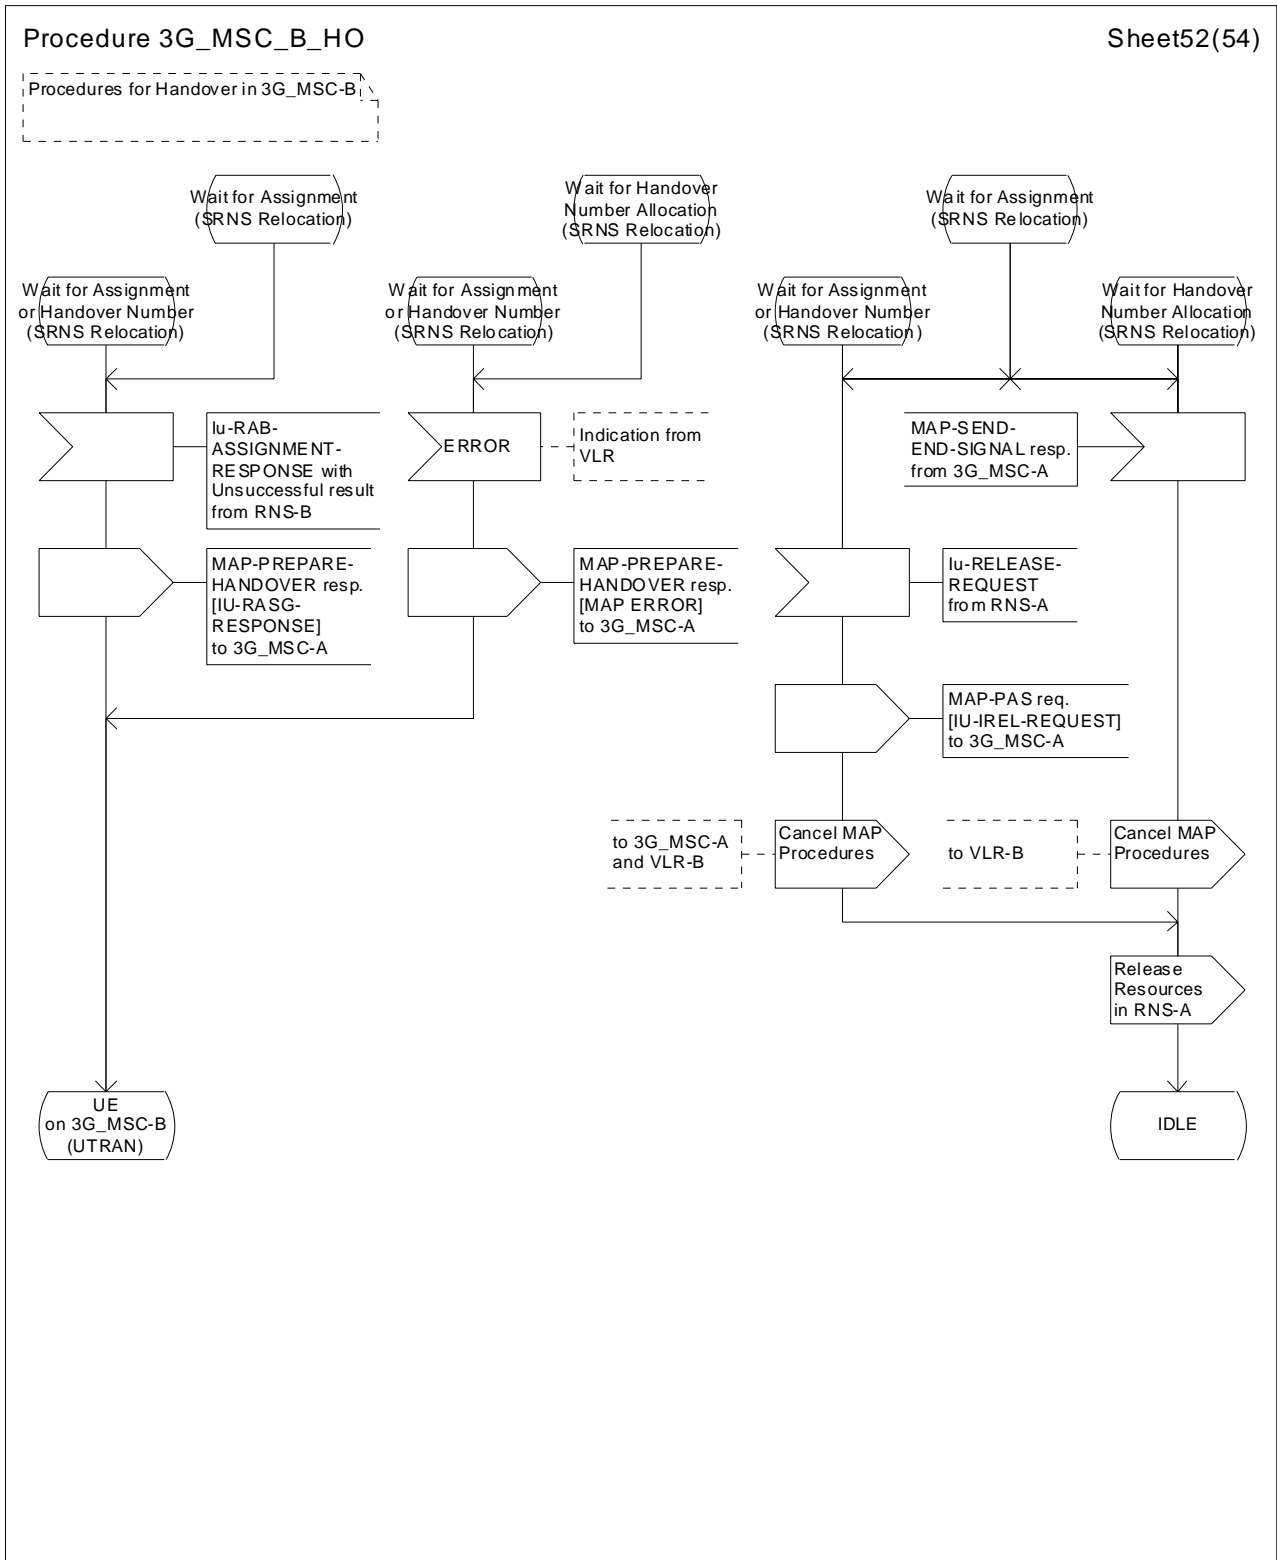 Procedure 3G_MSC_B_HO
Sheet52(54)
Procedures for Handover in 3G_MSC-B
Wait for Assignment
(SRNS Relocation)
Wait for Handover
Number Allocation
(SRNS Relocation)
Wait for Assignment
(SRNS Relocation)
Wait for Assignment
or Handover Number
(SRNS Relocation)
Wait for Assignment
or Handover Number
(SRNS Relocation)
Wait for Assignment
or Handover Number
(SRNS Relocation)
Wait for Handover
Number Allocation
(SRNS Relocation)
Iu-RAB-
ASSIGNMENT-
RESPONSE with
Unsuccessful result
from RNS-B
ERROR
Indication from
VLR
MAP-SEND-
END-SIGNAL resp.
from 3G_MSC-A
MAP-PREPARE-
HANDOVER resp.
[IU-RASG-
RESPONSE]
to 3G_MSC-A
MAP-PREPARE-
HANDOVER resp.
[MAP ERROR]
to 3G_MSC-A
Iu-RELEASE-
REQUEST
from RNS-A
MAP-PAS req.
[IU-IREL-REQUEST]
to 3G_MSC-A
to 3G_MSC-A
and VLR-B
Cancel MAP
Procedures
to VLR-B
Cancel MAP
Procedures
Release
Resources
in RNS-A
UE
on 3G_MSC-B
(UTRAN)
IDLE